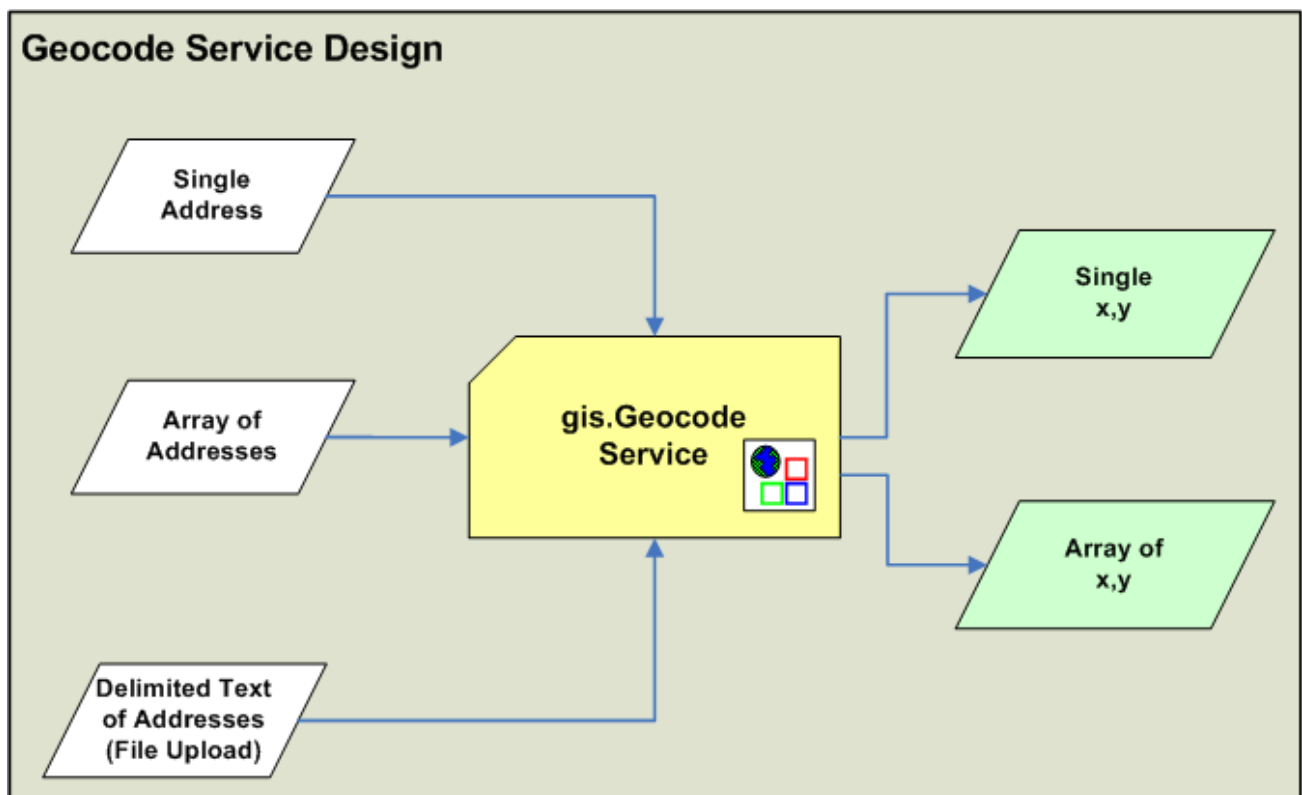 Geocode Service Design
Single
Address
Single
x,y
Array of
Addresses
gis.Geocode
Service
Array of
x,y
Delimited Text
of Addresses
(File Upload)